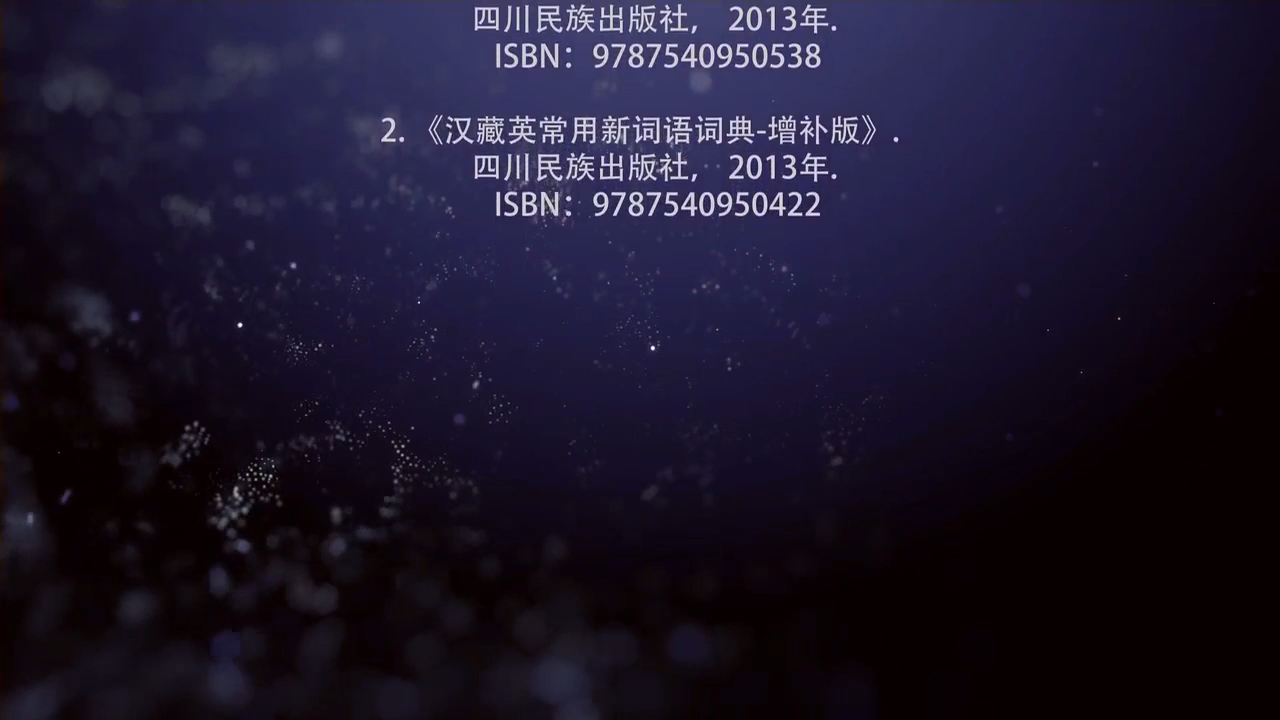 四川民族出版社， 2013年.
ISBN：9787540950538
2.《汉藏英常用新词语词典-增补版》.
四川民族出版社， 2013年.
ISBN：9787540950422